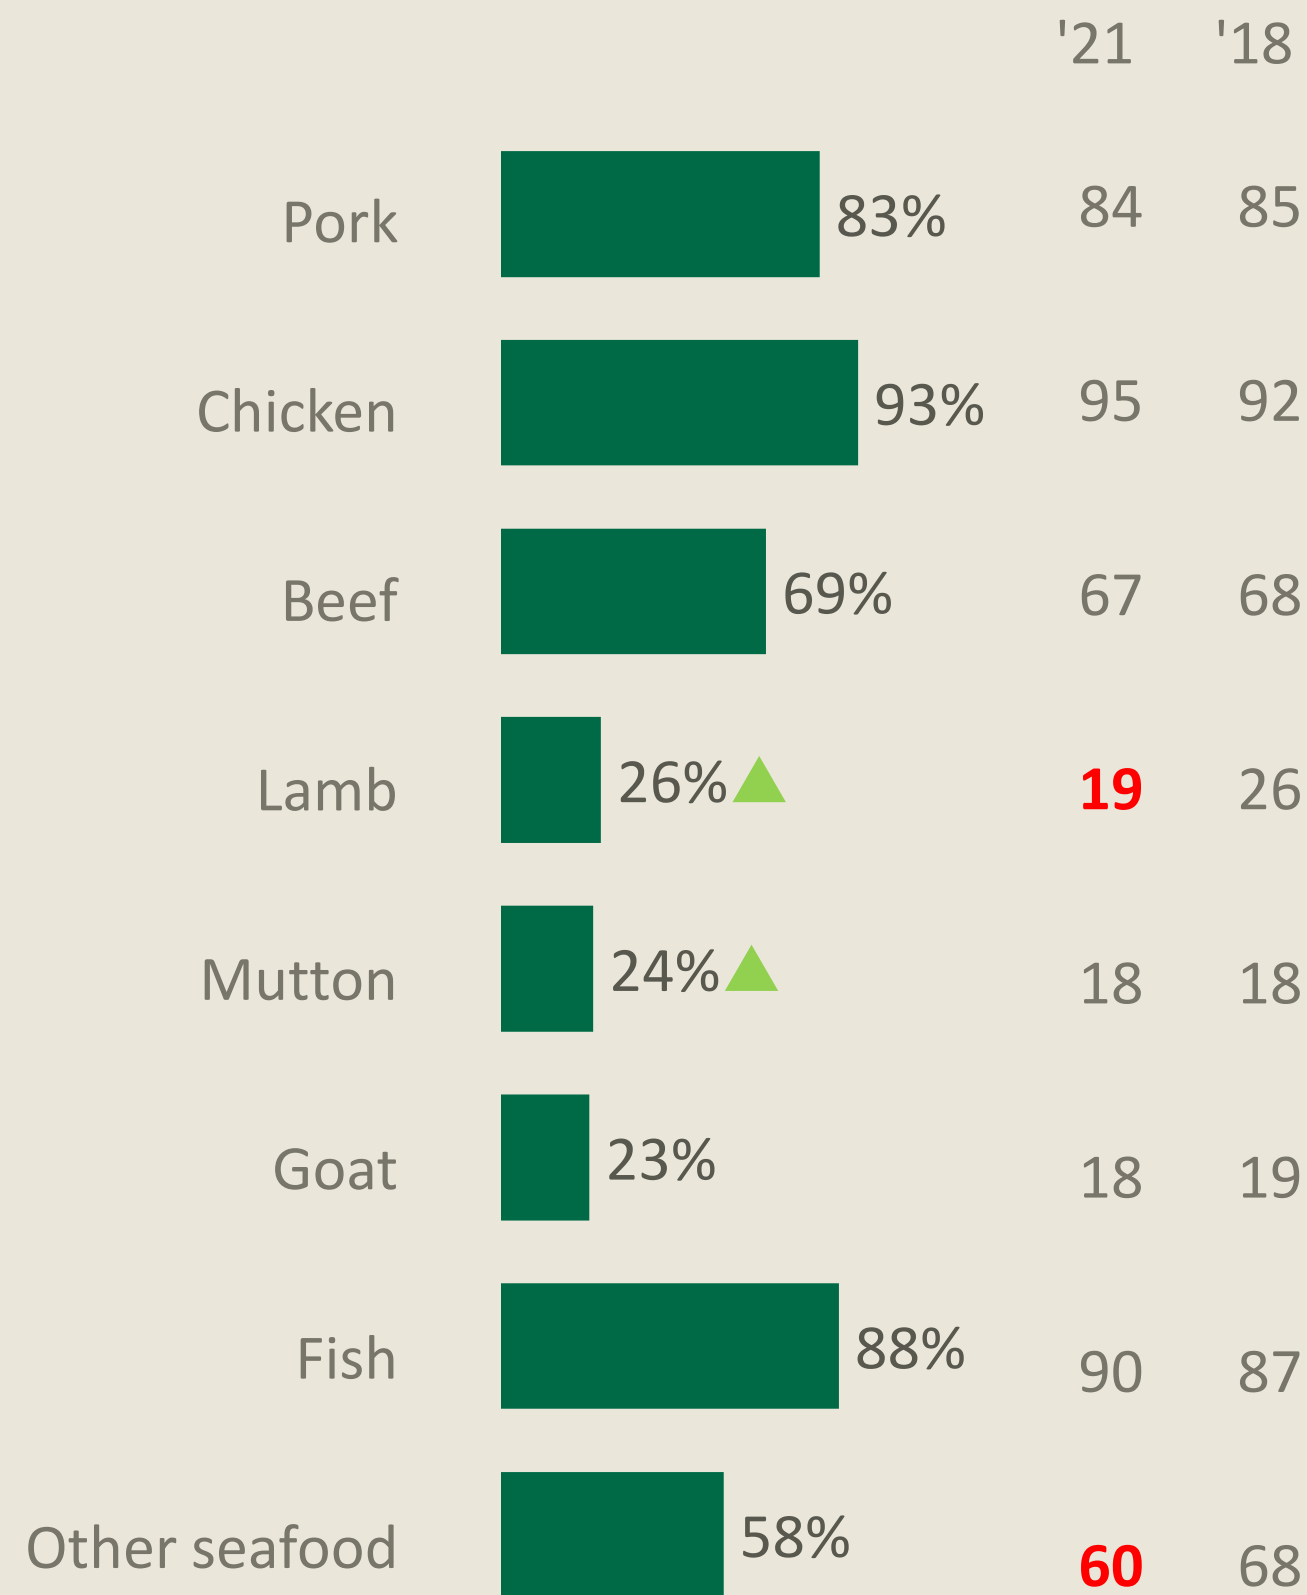 '21 '18
Pork 83% 84 85
Chicken 93% 95 92
Beef 69% 67 68
Lamb 26% 19 26
Mutton 24% 18 18
Goat 23% 18 19
Fish 88% 90 87
Other seafood 58% 60 68